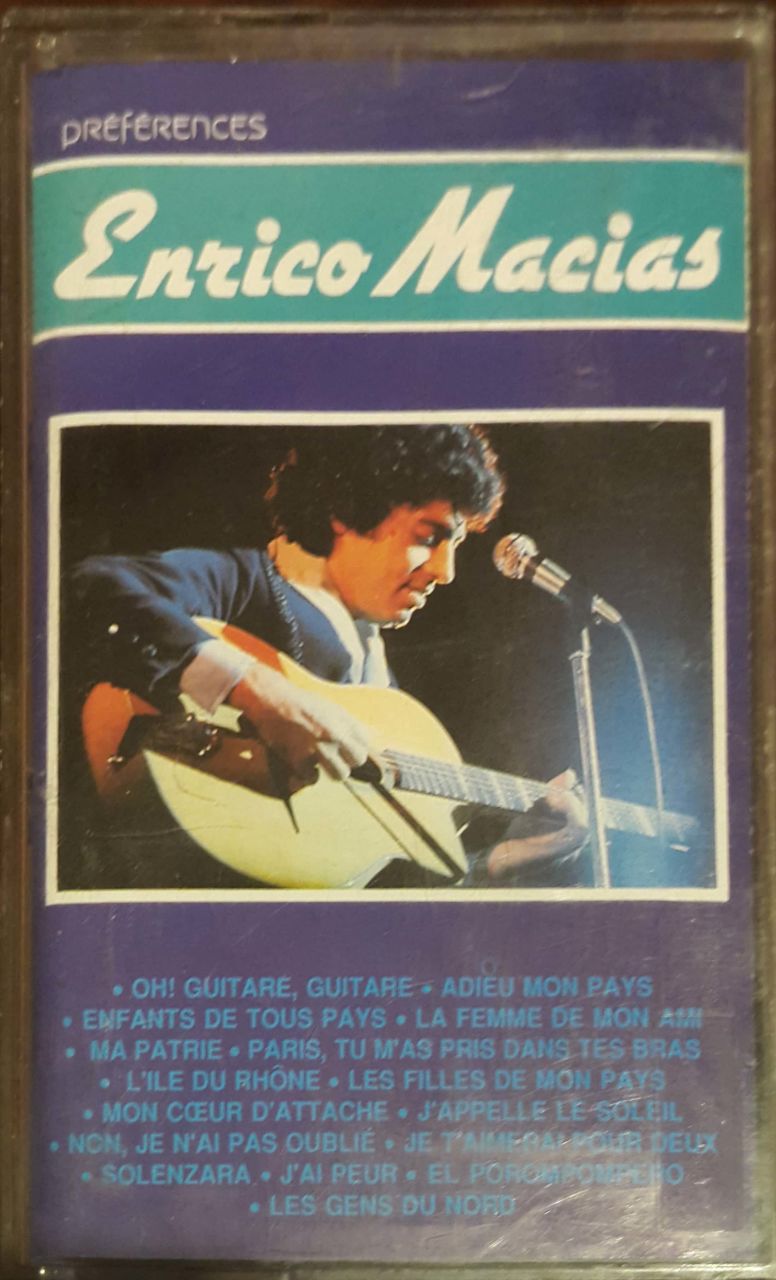 préférences
Enrico Macias
• OH! GUITARE, GUITARE • ADIEU MON PAYS
• ENFANTS DE TOUS PAYS • LA FEMME DE MON AMI
• MA PATRIE • PARIS, TU M'AS PRIS DANS TES BRAS
• L'ILE DU RHÔNE • LES FILLES DE MON PAYS
• MON CŒUR D'ATTACHE • J'APPELLE LE SOLEIL
• NON, JE N'AI PAS OUBLIÉ • JE T'AIMERAI POUR DEUX
• SOLENZARA • J'AI PEUR • EL POROMPOMPERO
• LES GENS DU NORD